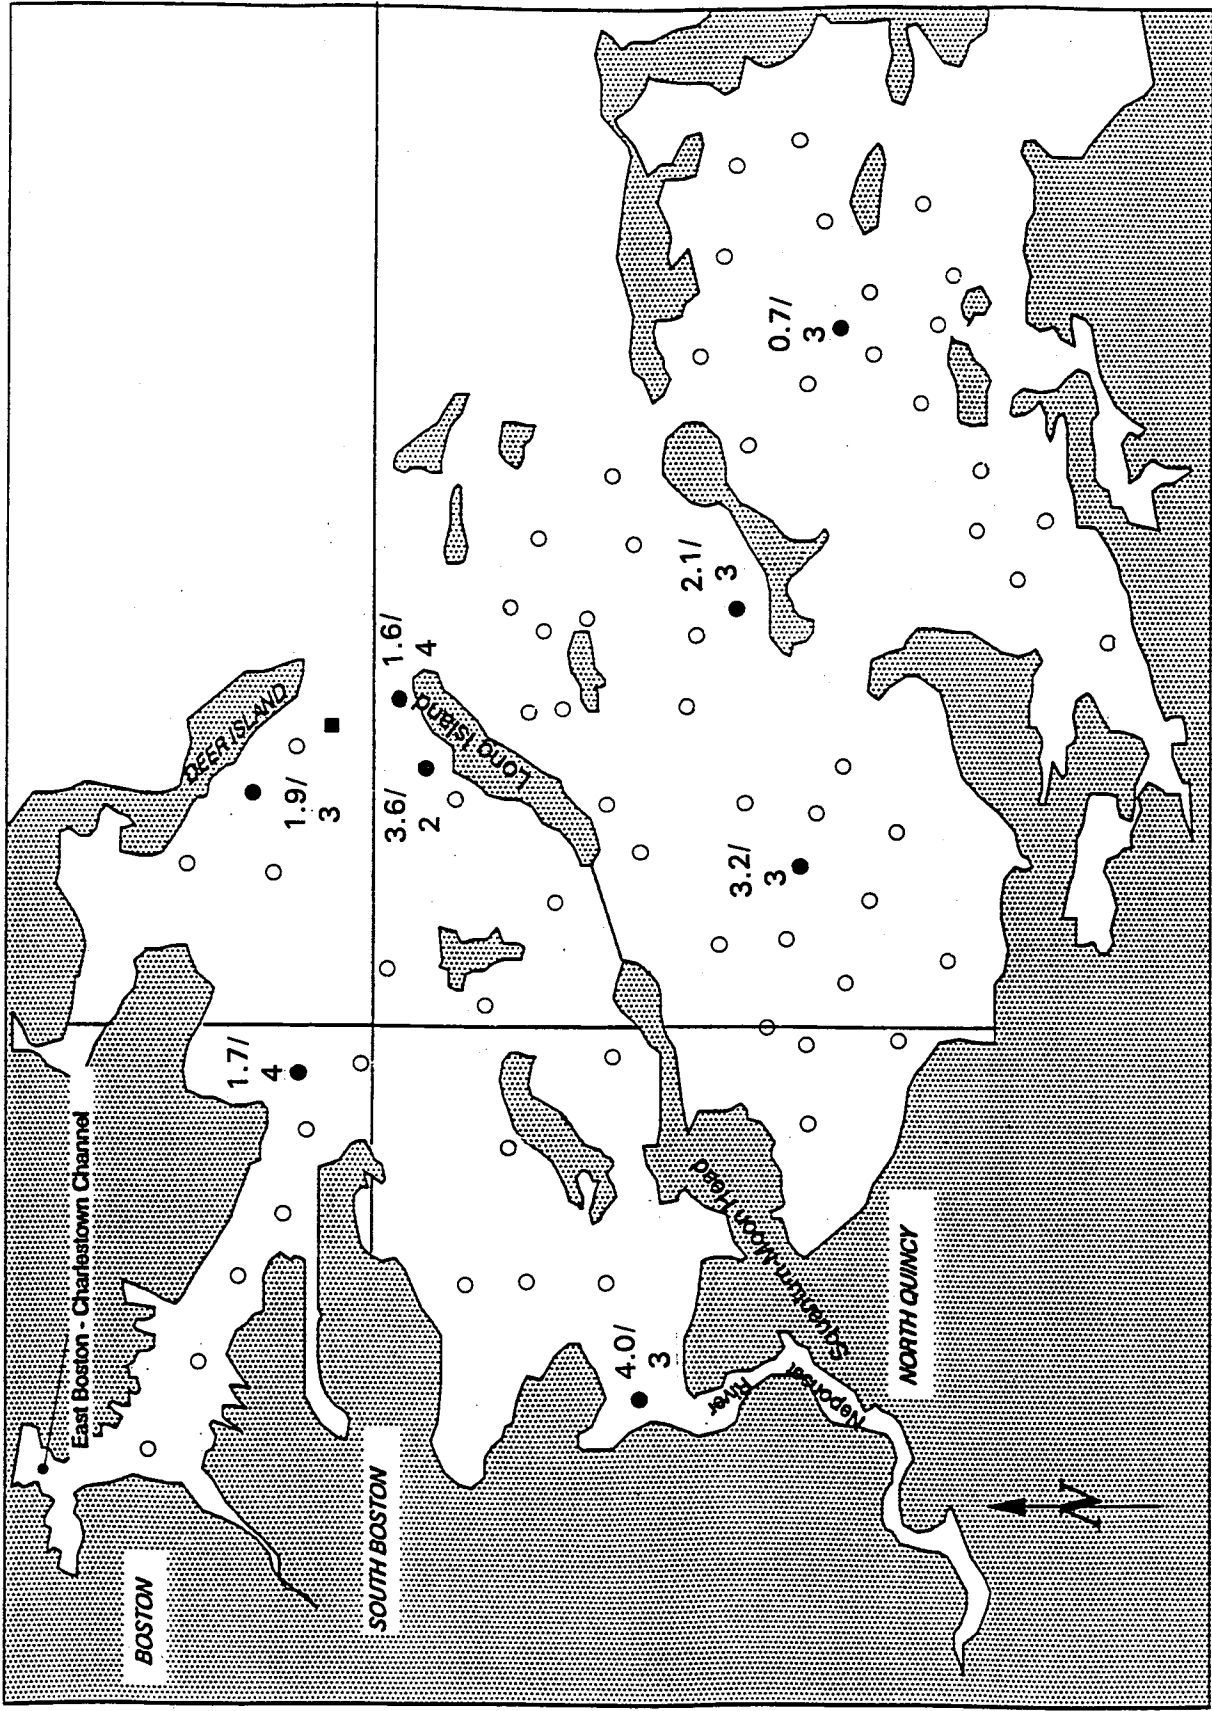 East Boston - Charlestown Channel
BOSTON
SOUTH BOSTON
DEER ISLAND
1.9/
3
1.7/
4
1.6/
4
3.6/
2
Long Island
4.0/
3
3.2/
3
2.1/
3
0.7/
3
Squantum-Moon Head
Neponset
River
NORTH QUINCY
N